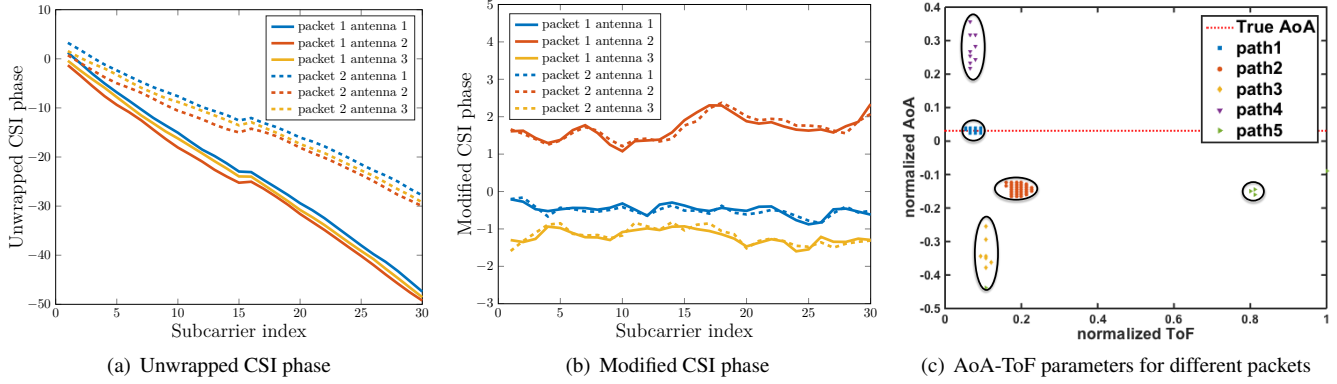 packet 1 antenna 1
packet 1 antenna 2
packet 1 antenna 3
packet 2 antenna 1
packet 2 antenna 2
packet 2 antenna 3
10
0
-10
-20
-30
-40
-50
0
5
10
15
20
25
30
Unwrapped CSI phase
Subcarrier index
(a) Unwrapped CSI phase
packet 1 antenna 1
packet 1 antenna 2
packet 1 antenna 3
packet 2 antenna 1
packet 2 antenna 2
packet 2 antenna 3
5
4
3
2
1
0
−1
−2
−3
0
5
10
15
20
25
30
Modified CSI phase
Subcarrier index
(b) Modified CSI phase
True AoA
path1
path2
path3
path4
path5
0.4
0.3
0.2
0.1
0
-0.1
-0.2
-0.3
-0.4
-0.5
0
0.2
0.4
0.6
0.8
1
normalized AoA
normalized ToF
(c) AoA-ToF parameters for different packets